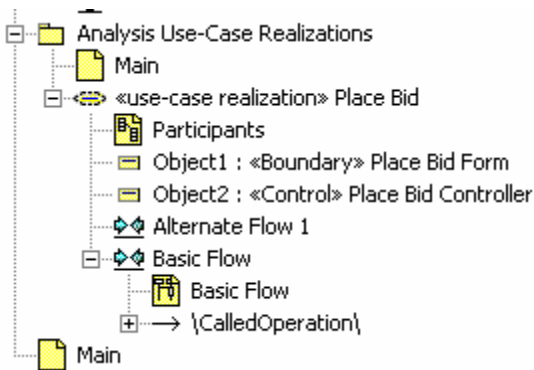 Analysis Use-Case Realizations
Main
«use-case realization» Place Bid
Participants
Object1 : «Boundary» Place Bid Form
Object2 : «Control» Place Bid Controller
Alternate Flow 1
Basic Flow
Basic Flow
\CalledOperation\
Main